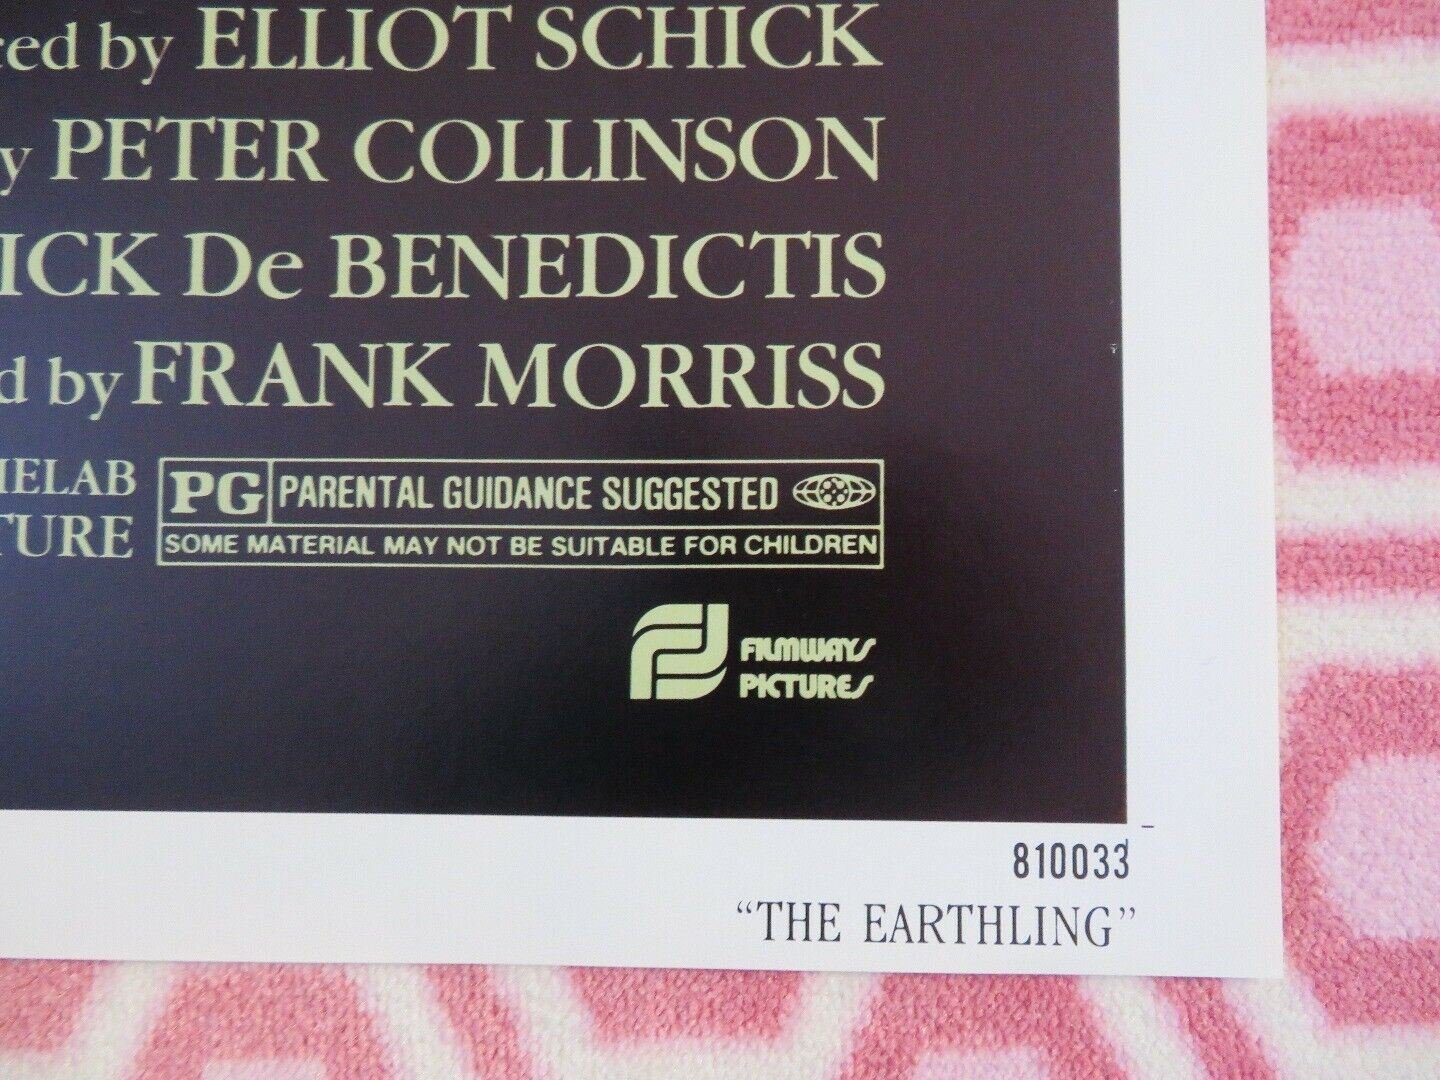 ced by ELLIOT SCHICK
y PETER COLLINSON
ICK De BENEDICTIS
d by FRANK MORRISS
IELAB
TURE
PG PARENTAL GUIDANCE SUGGESTED
SOME MATERIAL MAY NOT BE SUITABLE FOR CHILDREN
FILMWAYS
PICTURES
810033
“THE EARTHLING”